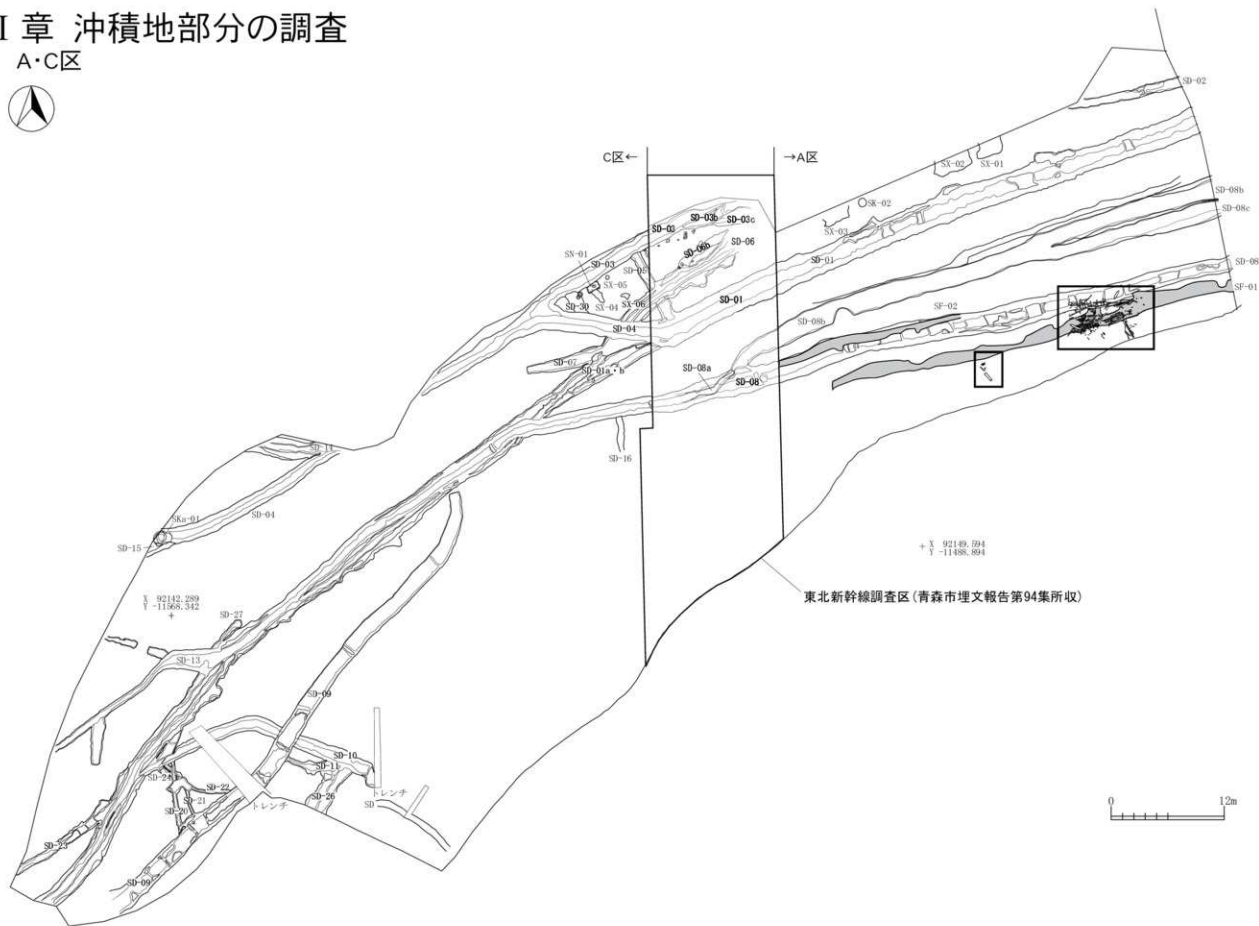 I 章 沖積地部分の調査
A・C区
C区←
→A区
SD-02
SX-02
SX-01
SK-02
SX-03
SD-08b
SD-08c
SD-03b
SD-03c
SD-03
SD-06b
SD-06
SN-01
SD-03
SD-05
SX-05
SX-04
SX-06
SD-30
SD-01
SD-01
SD-08
SF-01
SF-02
SD-08b
SD-04
SD-07
SD-01a・b
SD-08a
SD-08
SD-16
SKa-01
SD-04
SD-15
+ X 92149.594
Y -11488.894
東北新幹線調査区(青森市埋文報告第94集所収)
X 92142.289
Y -11568.342
+
SD-27
SD-13
SD-09
SD-10
SD-11
SD-24
SD-22
SD-21
SD-20
トレンチ
SD-26
トレンチ
SD
SD-23
SD-09
0 12m